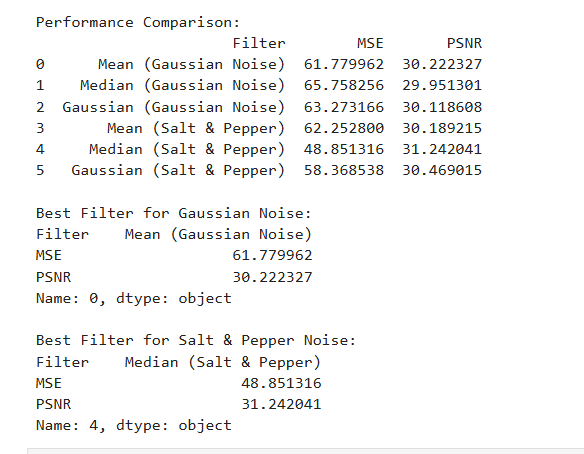 Performance Comparison:
                      Filter        MSE       PSNR
0      Mean (Gaussian Noise)  61.779962  30.222327
1    Median (Gaussian Noise)  65.758256  29.951301
2  Gaussian (Gaussian Noise)  63.273166  30.118608
3       Mean (Salt & Pepper)  62.252800  30.189215
4     Median (Salt & Pepper)  48.851316  31.242041
5   Gaussian (Salt & Pepper)  58.368538  30.469015

Best Filter for Gaussian Noise:
Filter    Mean (Gaussian Noise)
MSE                   61.779962
PSNR                  30.222327
Name: 0, dtype: object

Best Filter for Salt & Pepper Noise:
Filter    Median (Salt & Pepper)
MSE                    48.851316
PSNR                   31.242041
Name: 4, dtype: object